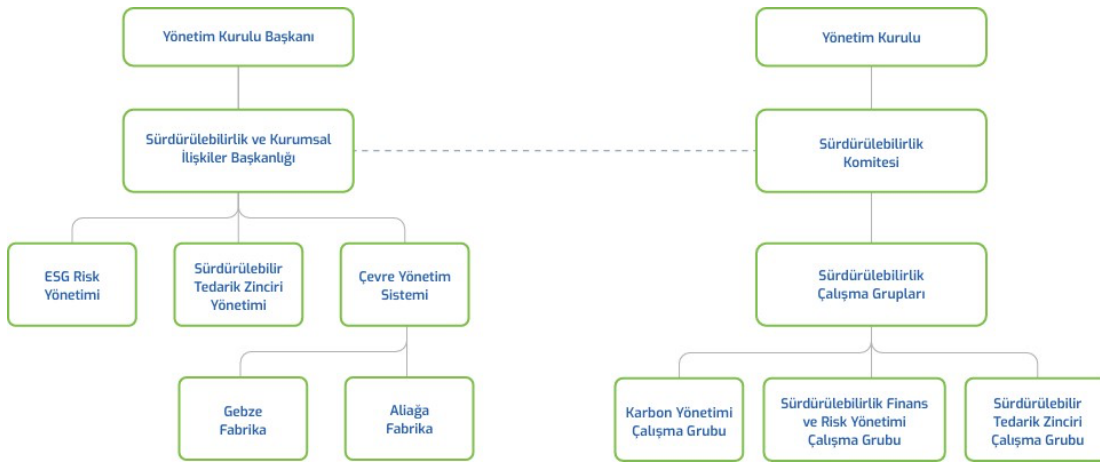 Yönetim Kurulu Başkanı
Yönetim Kurulu
Sürdürülebilirlik ve Kurumsal
İlişkiler Başkanlığı
Sürdürülebilirlik
Komitesi
ESG Risk
Yönetimi
Sürdürülebilir
Tedarik Zinciri
Yönetimi
Çevre Yönetim
Sistemi
Sürdürülebilirlik
Çalışma Grupları
Gebze
Fabrika
Aliağa
Fabrika
Karbon Yönetimi
Çalışma Grubu
Sürdürülebilirlik Finans
ve Risk Yönetimi
Çalışma Grubu
Sürdürülebilir
Tedarik Zinciri
Çalışma Grubu